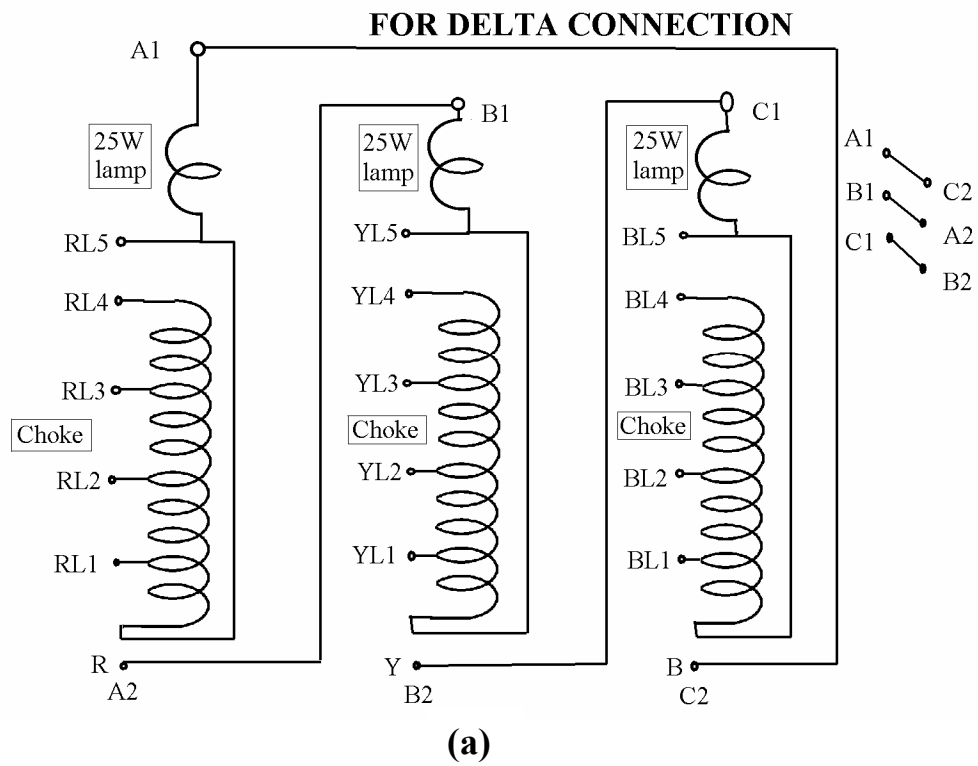 FOR DELTA CONNECTION
A1
B1
C1
25W
lamp
25W
lamp
25W
lamp
A1
C2
B1
A2
C1
B2
RL5
YL5
BL5
RL4
YL4
BL4
RL3
YL3
BL3
Choke
Choke
Choke
RL2
YL2
BL2
RL1
YL1
BL1
R
Y
B
A2
B2
C2
(a)